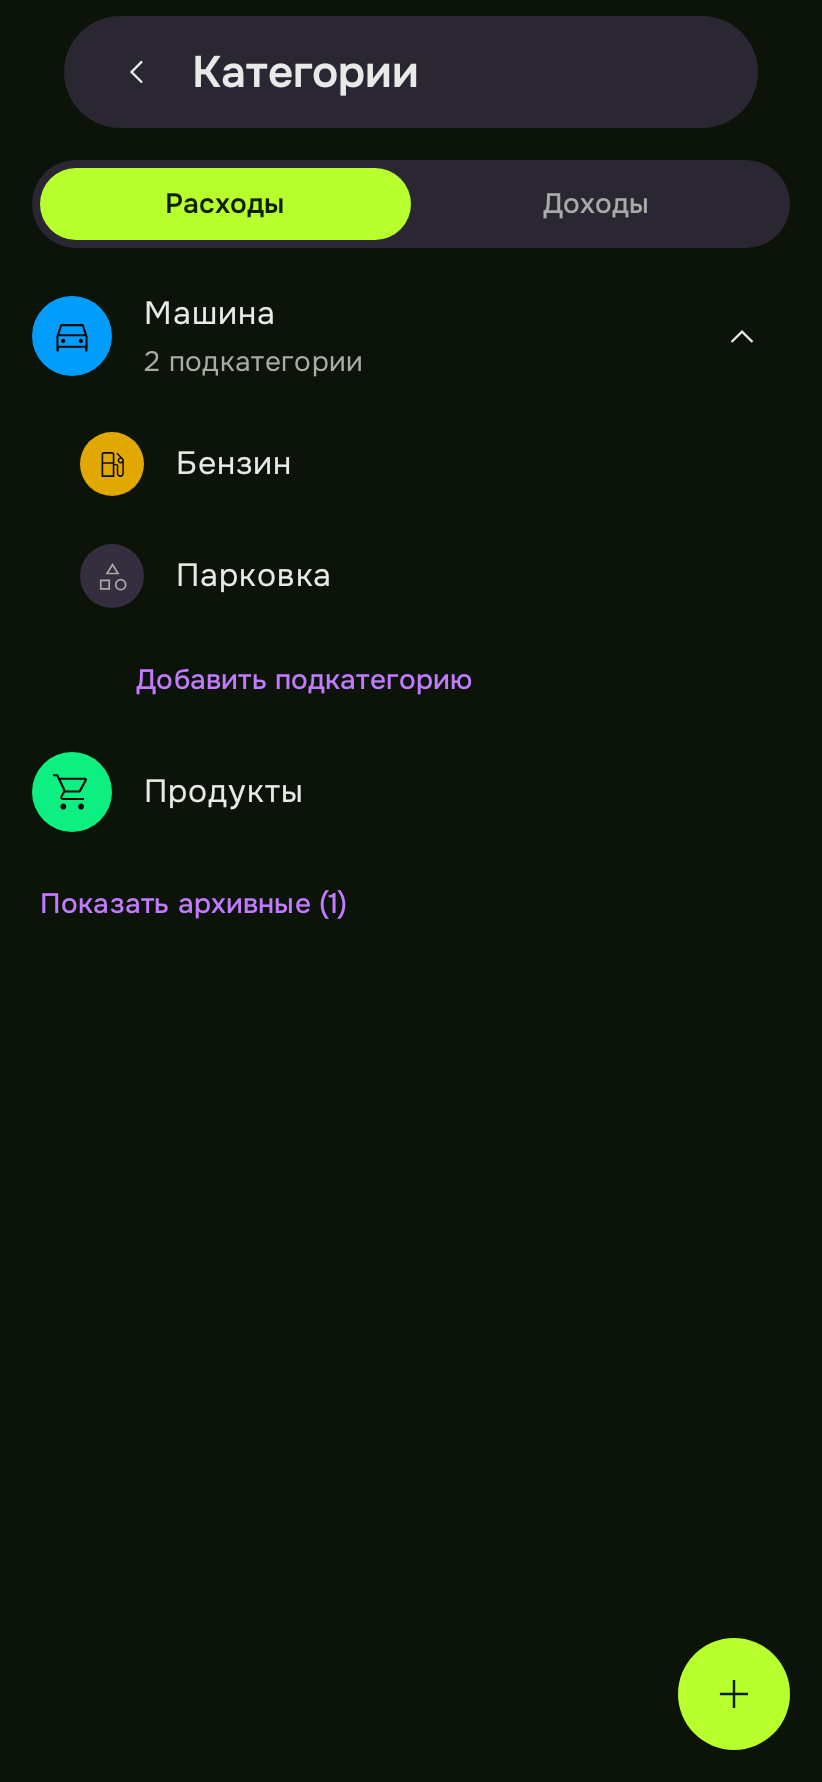 Категории
Расходы
Доходы
Машина
2 подкатегории
Бензин
Парковка
Добавить подкатегорию
Продукты
Показать архивные (1)